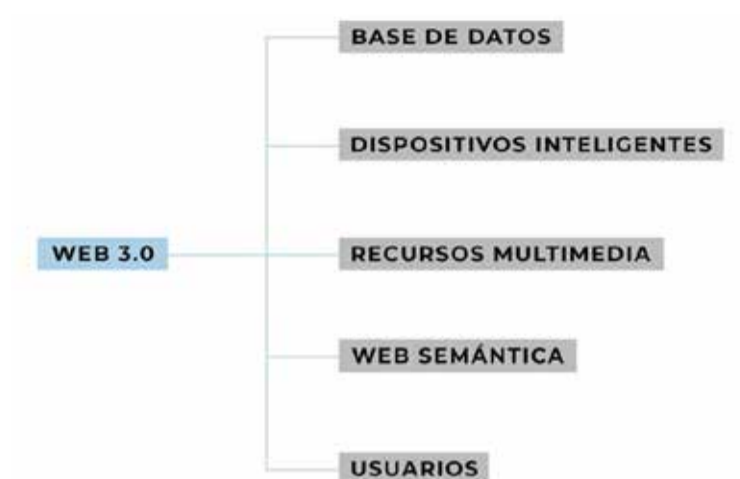 BASE DE DATOS
DISPOSITIVOS INTELIGENTES
WEB 3.0
RECURSOS MULTIMEDIA
WEB SEMÁNTICA
USUARIOS